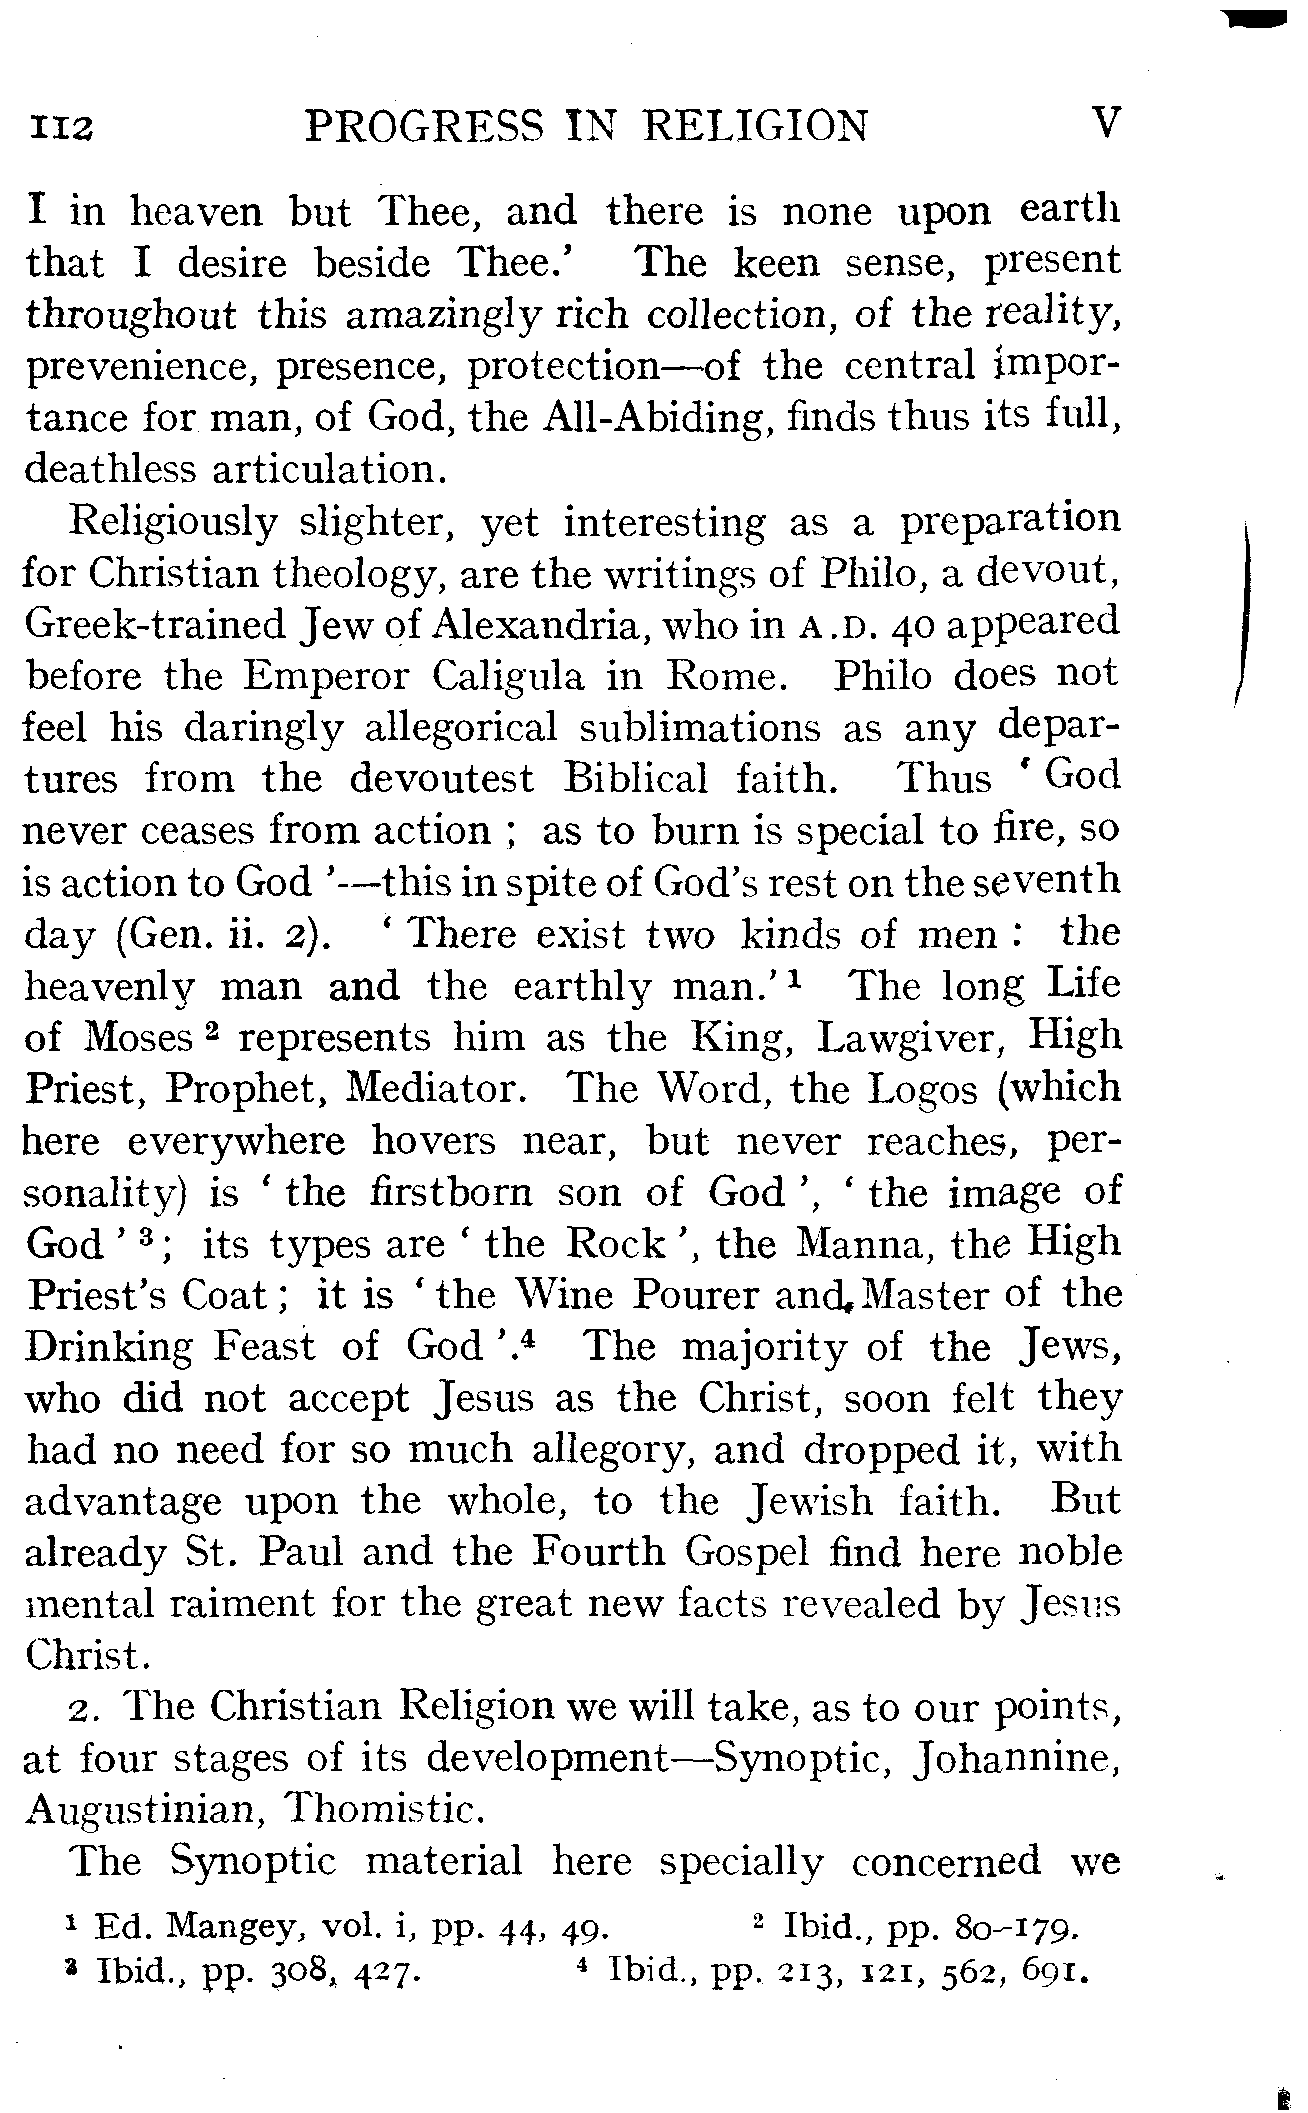 112 PROGRESS IN RELIGION V
I in heaven but Thee, and there is none upon earth
that I desire beside Thee.’ The keen sense, present
throughout this amazingly rich collection, of the reality,
prevenience, presence, protection—of the central impor-
tance for man, of God, the All-Abiding, finds thus its full,
deathless articulation.
Religiously slighter, yet interesting as a preparation
for Christian theology, are the writings of Philo, a devout,
Greek-trained Jew of Alexandria, who in A.D. 40 appeared
before the Emperor Caligula in Rome. Philo does not
feel his daringly allegorical sublimations as any depar-
tures from the devoutest Biblical faith. Thus ‘ God
never ceases from action ; as to burn is special to fire, so
is action to God ’—this in spite of God’s rest on the seventh
day (Gen. ii. 2). ‘ There exist two kinds of men : the
heavenly man and the earthly man.’ ¹ The long Life
of Moses ² represents him as the King, Lawgiver, High
Priest, Prophet, Mediator. The Word, the Logos (which
here everywhere hovers near, but never reaches, per-
sonality) is ‘ the firstborn son of God ’, ‘ the image of
God ’ ³; its types are ‘ the Rock ’, the Manna, the High
Priest’s Coat ; it is ‘ the Wine Pourer and Master of the
Drinking Feast of God ’.⁴ The majority of the Jews,
who did not accept Jesus as the Christ, soon felt they
had no need for so much allegory, and dropped it, with
advantage upon the whole, to the Jewish faith. But
already St. Paul and the Fourth Gospel find here noble
mental raiment for the great new facts revealed by Jesus
Christ.
2. The Christian Religion we will take, as to our points,
at four stages of its development—Synoptic, Johannine,
Augustinian, Thomistic.
The Synoptic material here specially concerned we
¹ Ed. Mangey, vol. i, pp. 44, 49. ² Ibid., pp. 80–179.
³ Ibid., pp. 308, 427. ⁴ Ibid., pp. 213, 121, 562, 691.